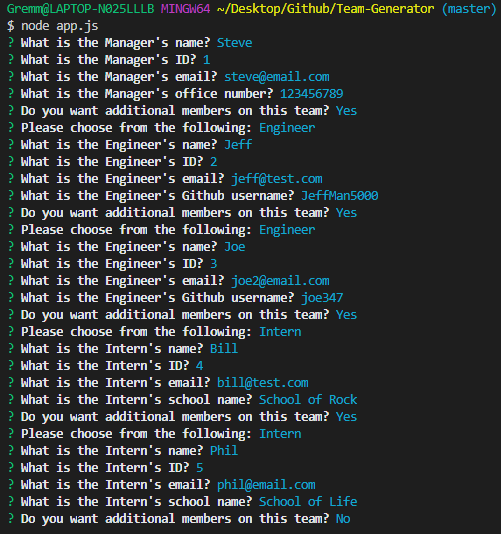 Gremm@LAPTOP-N025LLLB MINGW64 ~/Desktop/Github/Team-Generator (master)
$ node app.js
? What is the Manager's name? Steve
? What is the Manager's ID? 1
? What is the Manager's email? steve@email.com
? What is the Manager's office number? 123456789
? Do you want additional members on this team? Yes
? Please choose from the following: Engineer
? What is the Engineer's name? Jeff
? What is the Engineer's ID? 2
? What is the Engineer's email? jeff@test.com
? What is the Engineer's Github username? JeffMan5000
? Do you want additional members on this team? Yes
? Please choose from the following: Engineer
? What is the Engineer's name? Joe
? What is the Engineer's ID? 3
? What is the Engineer's email? joe2@email.com
? What is the Engineer's Github username? joe347
? Do you want additional members on this team? Yes
? Please choose from the following: Intern
? What is the Intern's name? Bill
? What is the Intern's ID? 4
? What is the Intern's email? bill@test.com
? What is the Intern's school name? School of Rock
? Do you want additional members on this team? Yes
? Please choose from the following: Intern
? What is the Intern's name? Phil
? What is the Intern's ID? 5
? What is the Intern's email? phil@email.com
? What is the Intern's school name? School of Life
? Do you want additional members on this team? No